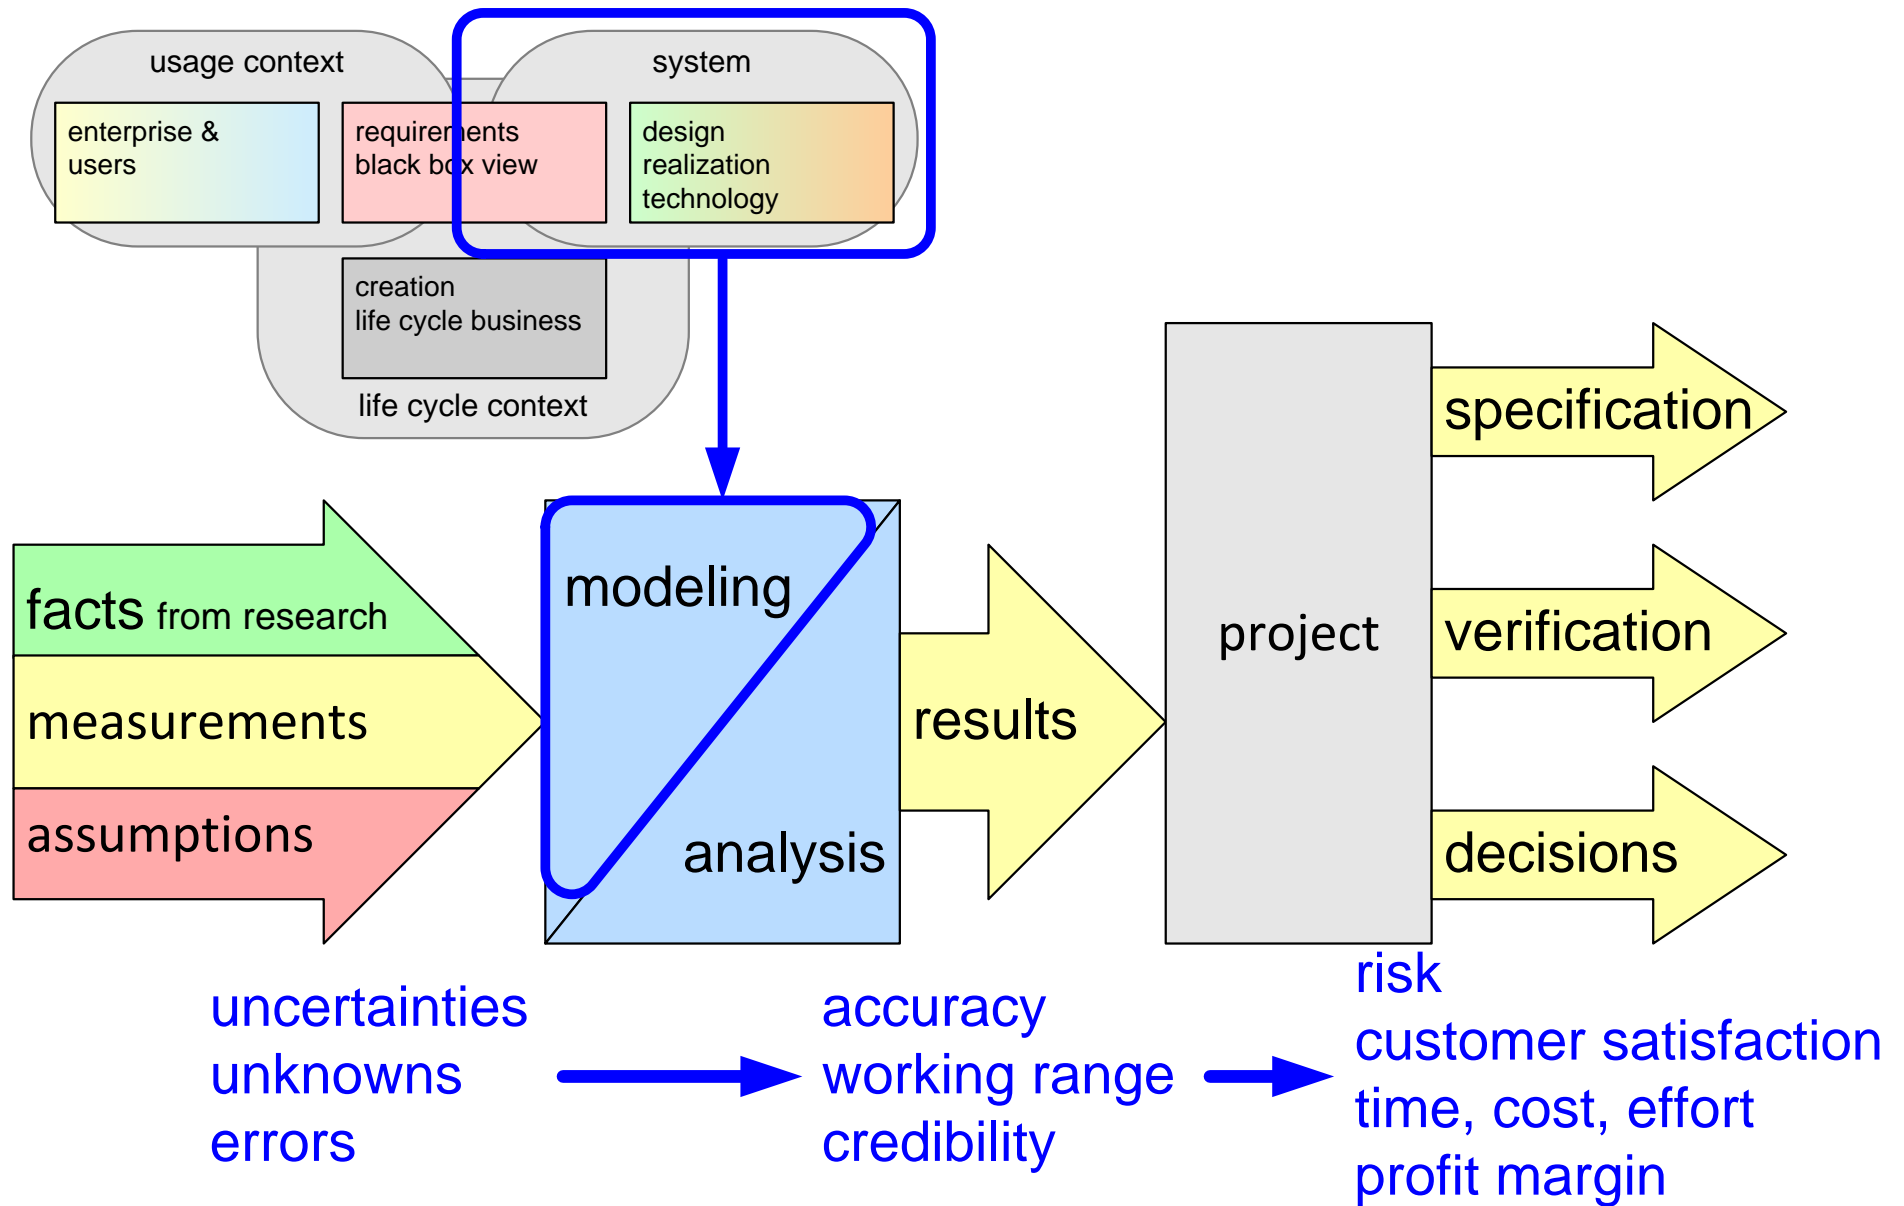 usage context
system
enterprise &
users
requirements
black box view
design
realization
technology
creation
life cycle business
life cycle context
facts from research
measurements
assumptions
modeling
analysis
results
project
specification
verification
decisions
uncertainties
unknowns
errors
accuracy
working range
credibility
risk
customer satisfaction
time, cost, effort
profit margin